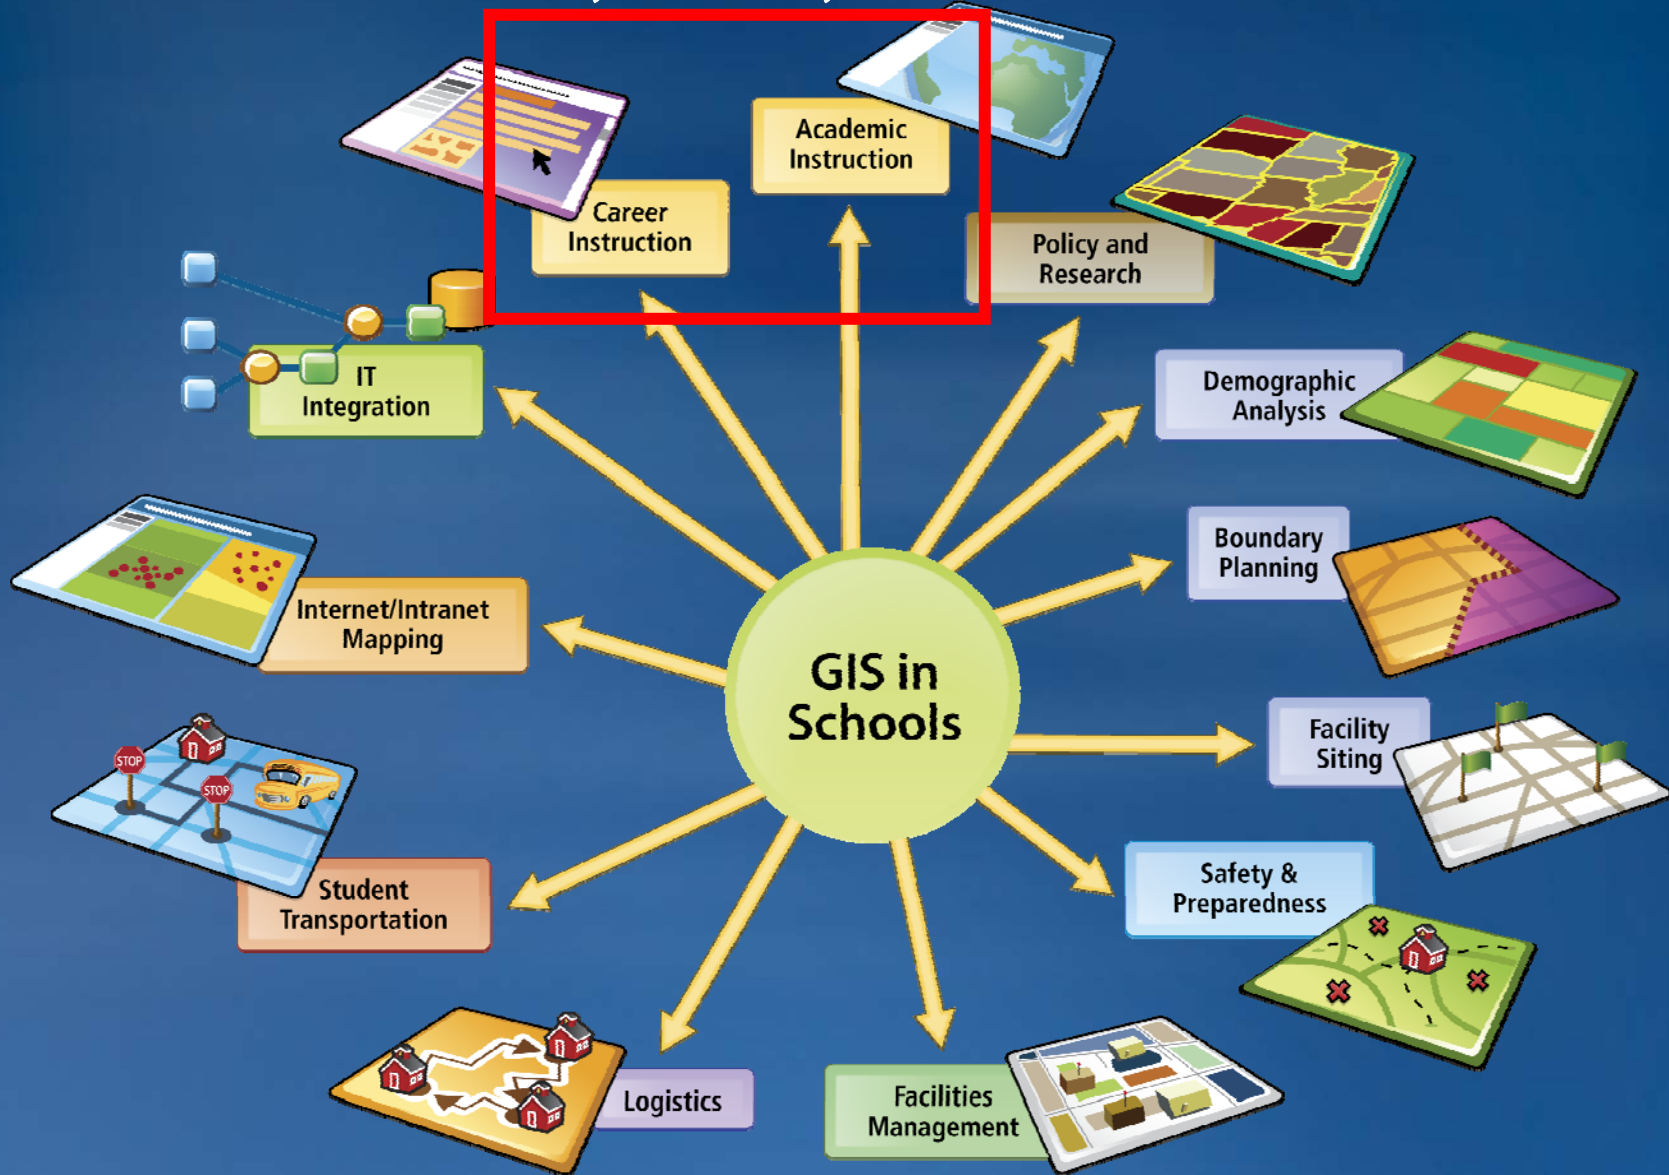 Academic
Instruction
Career
Instruction
Policy and
Research
IT
Integration
Demographic
Analysis
Boundary
Planning
Internet/Intranet
Mapping
GIS in
Schools
Facility
Siting
STOP
STOP
Student
Transportation
Safety &
Preparedness
Logistics
Facilities
Management